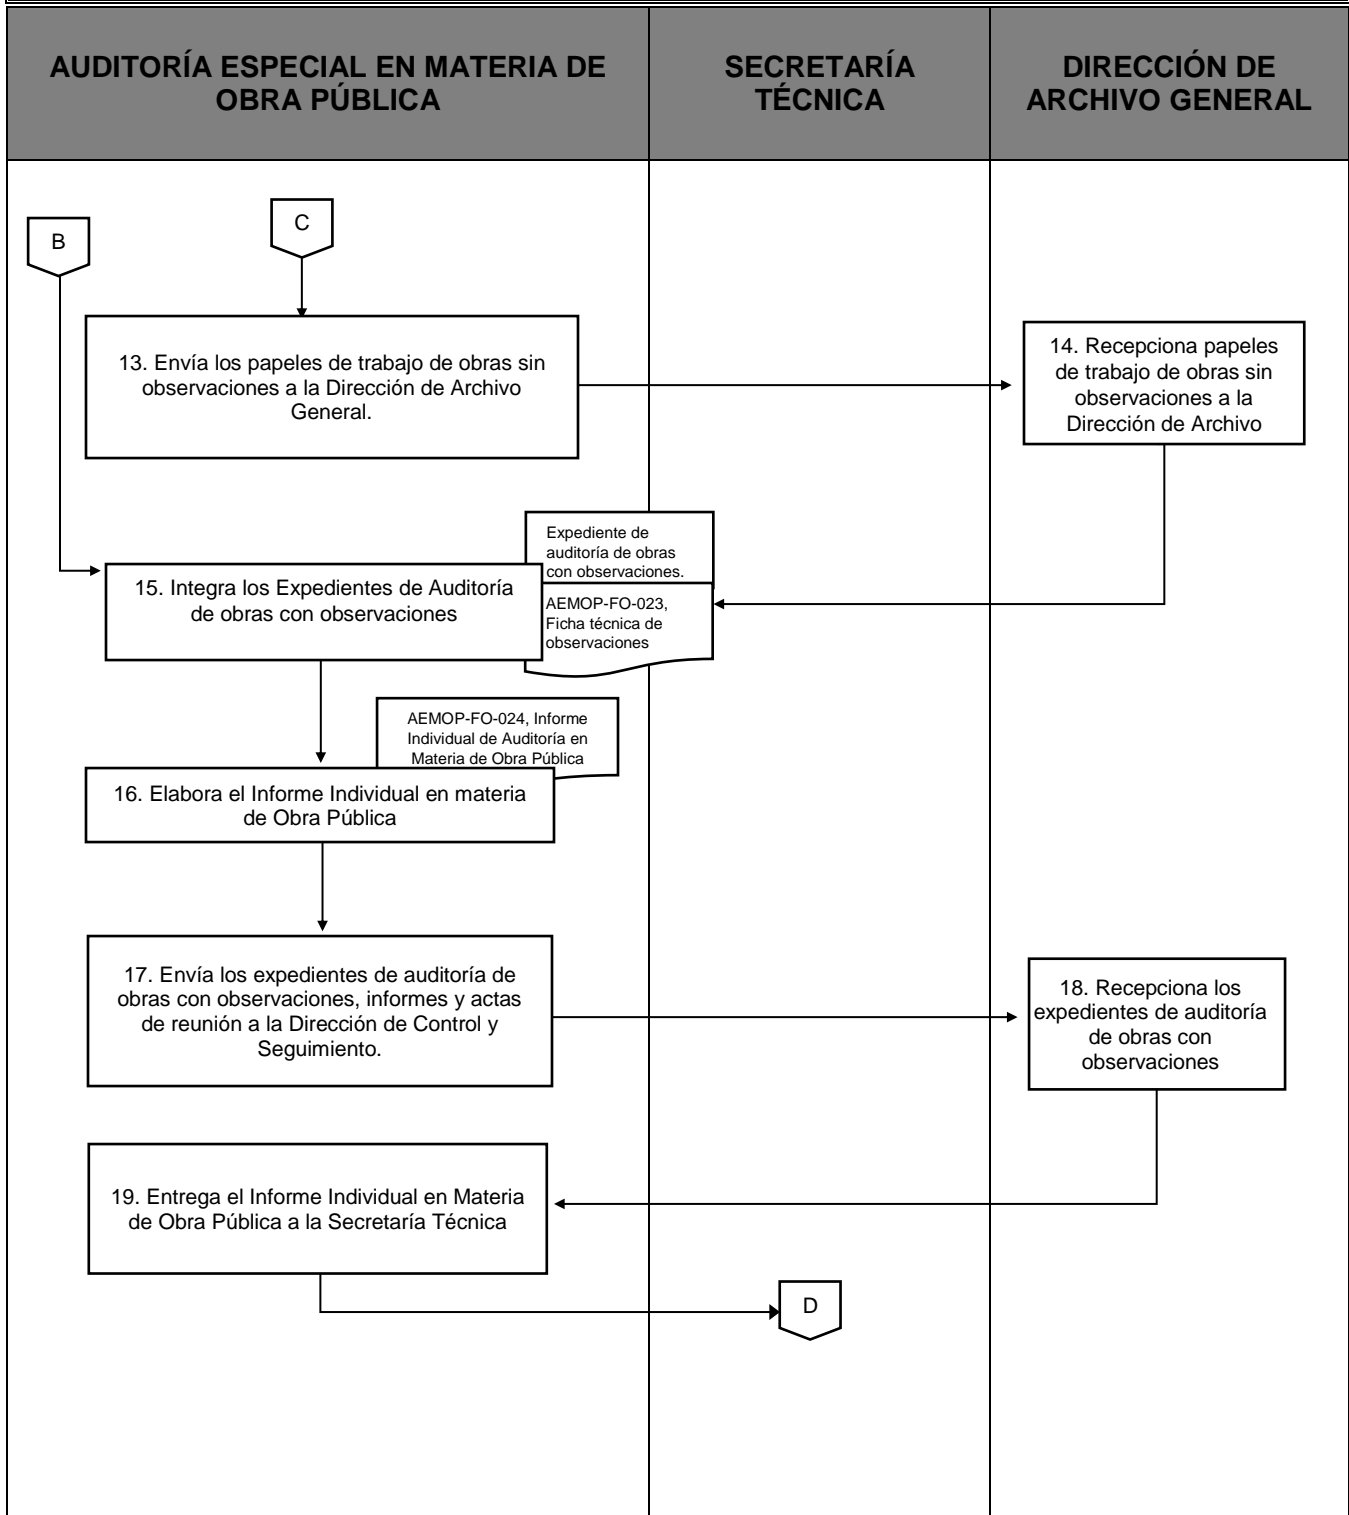 AUDITORÍA ESPECIAL EN MATERIA DE
OBRA PÚBLICA
SECRETARÍA
TÉCNICA
DIRECCIÓN DE
ARCHIVO GENERAL
B
C
13. Envía los papeles de trabajo de obras sin
observaciones a la Dirección de Archivo
General.
14. Recepciona papeles
de trabajo de obras sin
observaciones a la
Dirección de Archivo
Expediente de
auditoría de obras
con observaciones.
15. Integra los Expedientes de Auditoría
de obras con observaciones
AEMOP-FO-023,
Ficha técnica de
observaciones
AEMOP-FO-024, Informe
Individual de Auditoría en
Materia de Obra Pública
16. Elabora el Informe Individual en materia
de Obra Pública
17. Envía los expedientes de auditoría de
obras con observaciones, informes y actas
de reunión a la Dirección de Control y
Seguimiento.
18. Recepciona los
expedientes de auditoría
de obras con
observaciones
19. Entrega el Informe Individual en Materia
de Obra Pública a la Secretaría Técnica
D